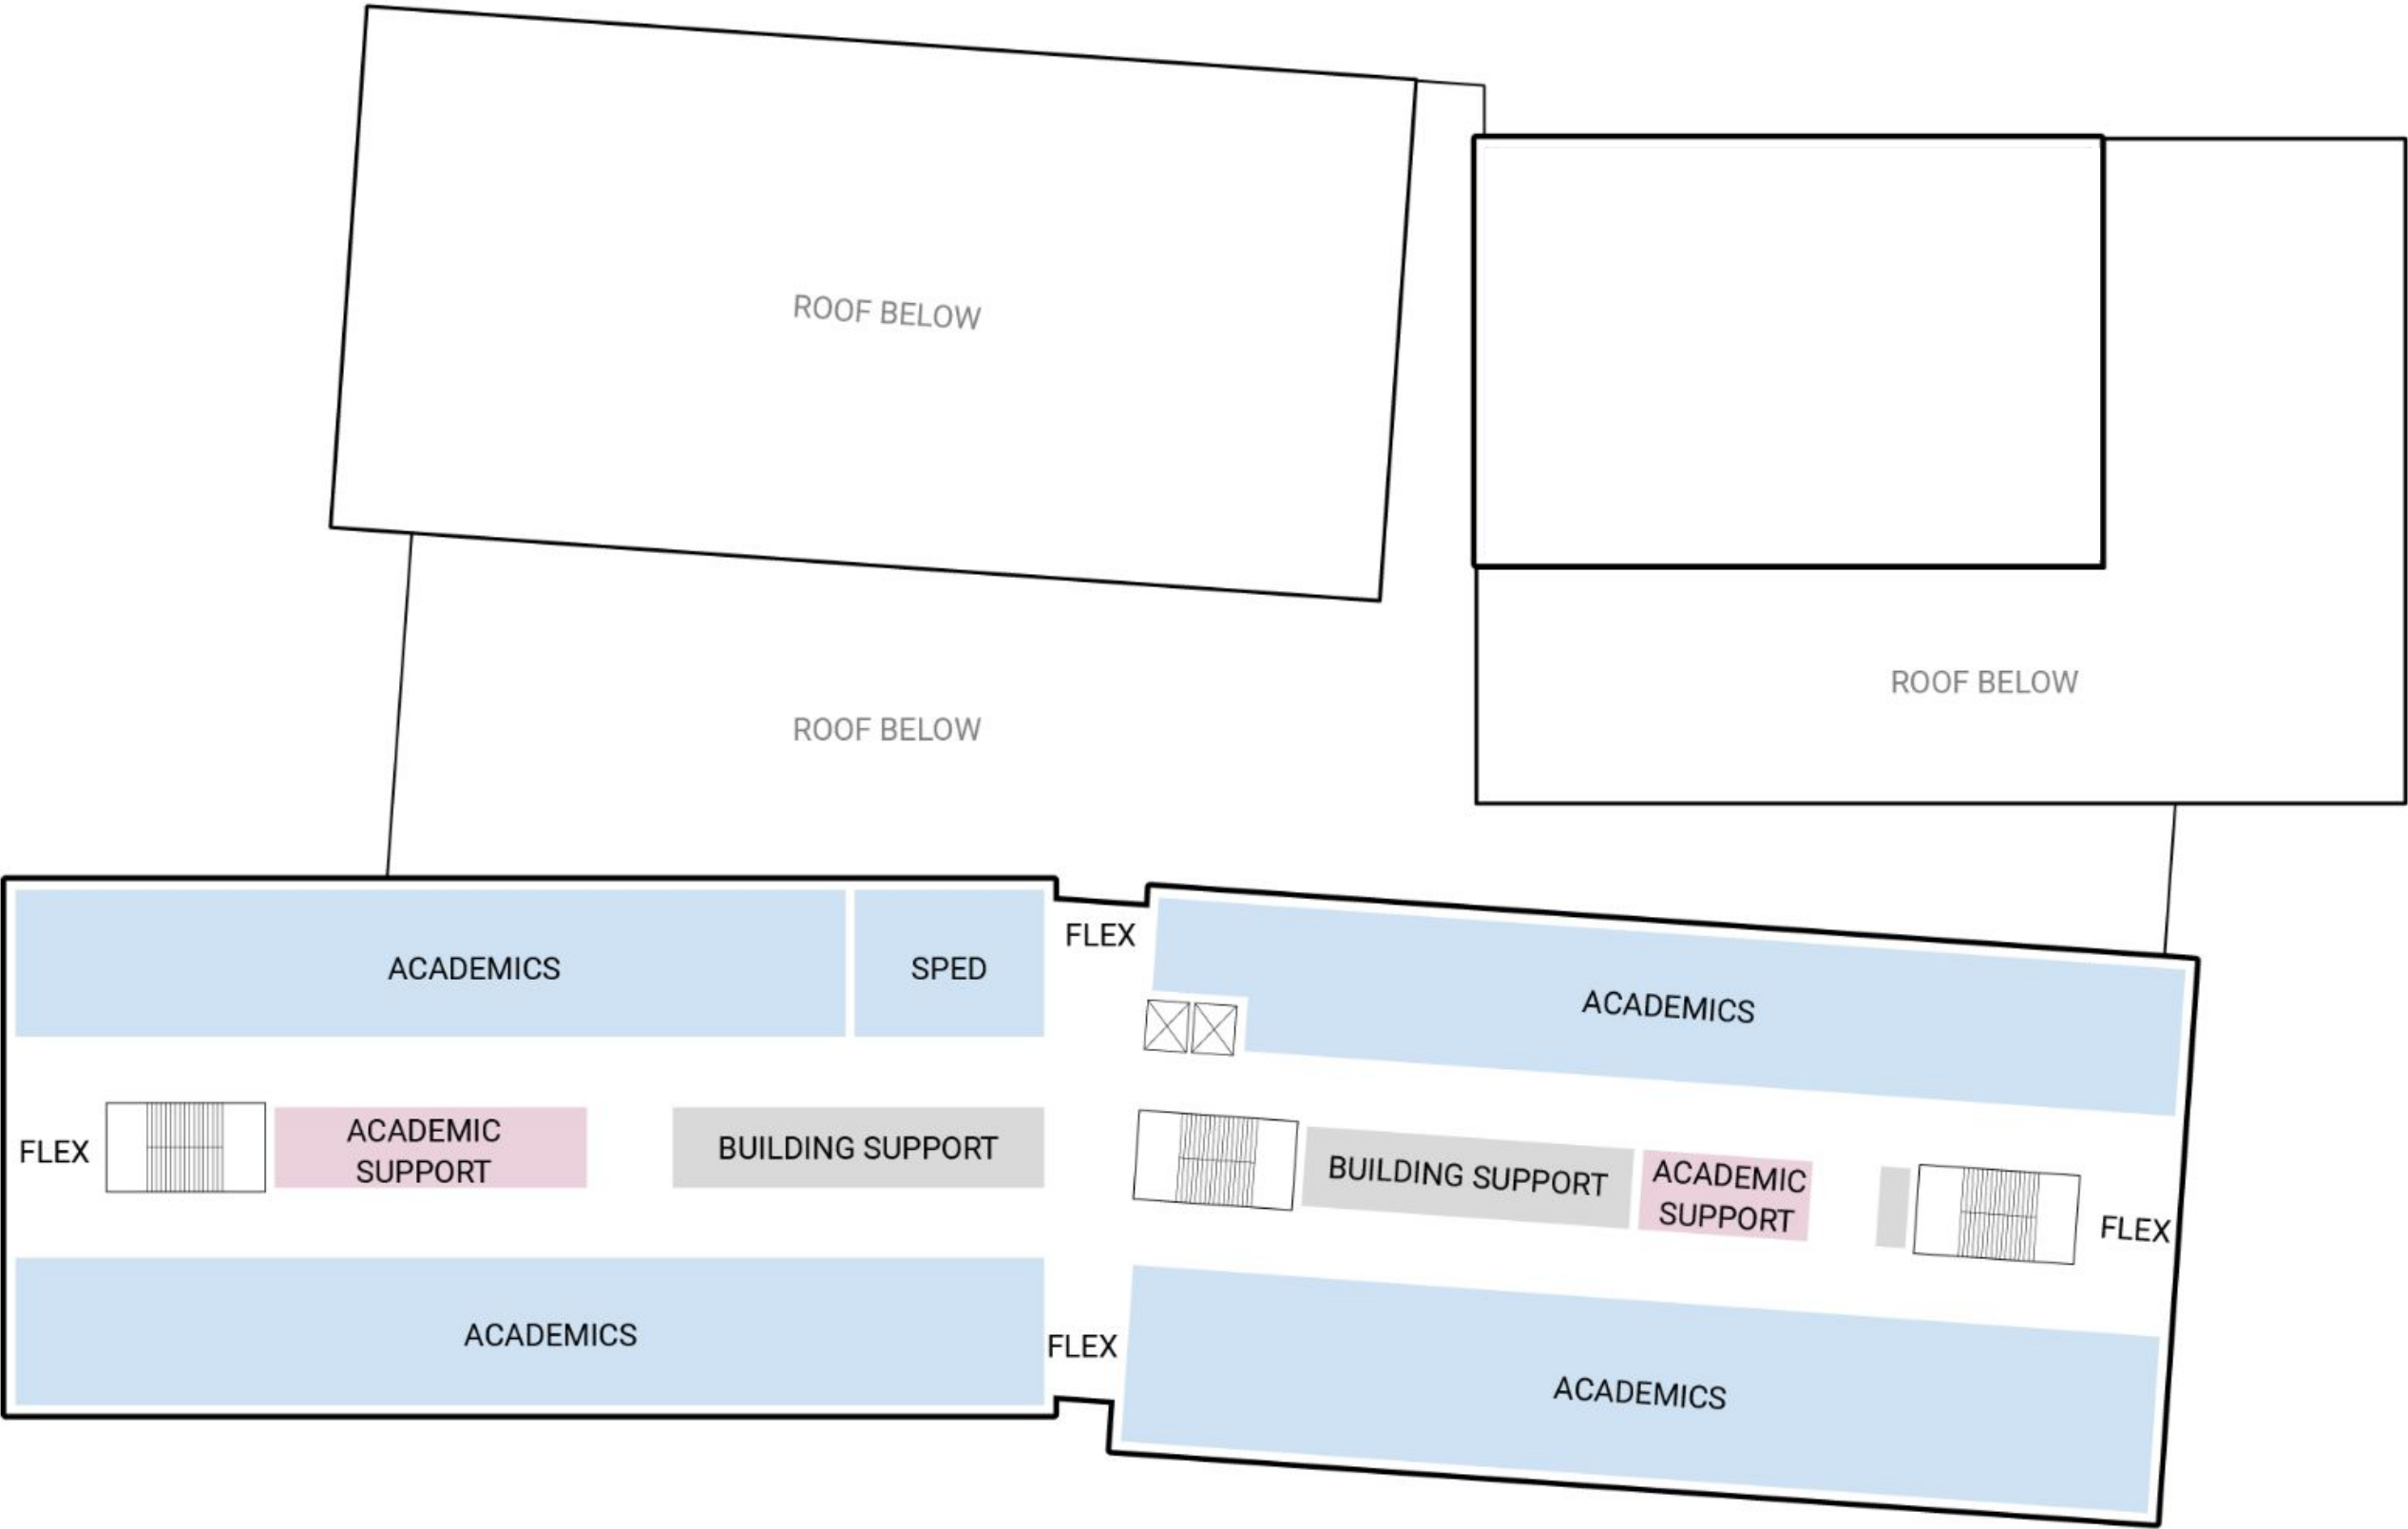 ROOF BELOW
ROOF BELOW
ROOF BELOW
FLEX
ACADEMICS
SPED
ACADEMICS
FLEX
ACADEMIC
SUPPORT
BUILDING SUPPORT
BUILDING SUPPORT
ACADEMIC
SUPPORT
FLEX
ACADEMICS
FLEX
ACADEMICS